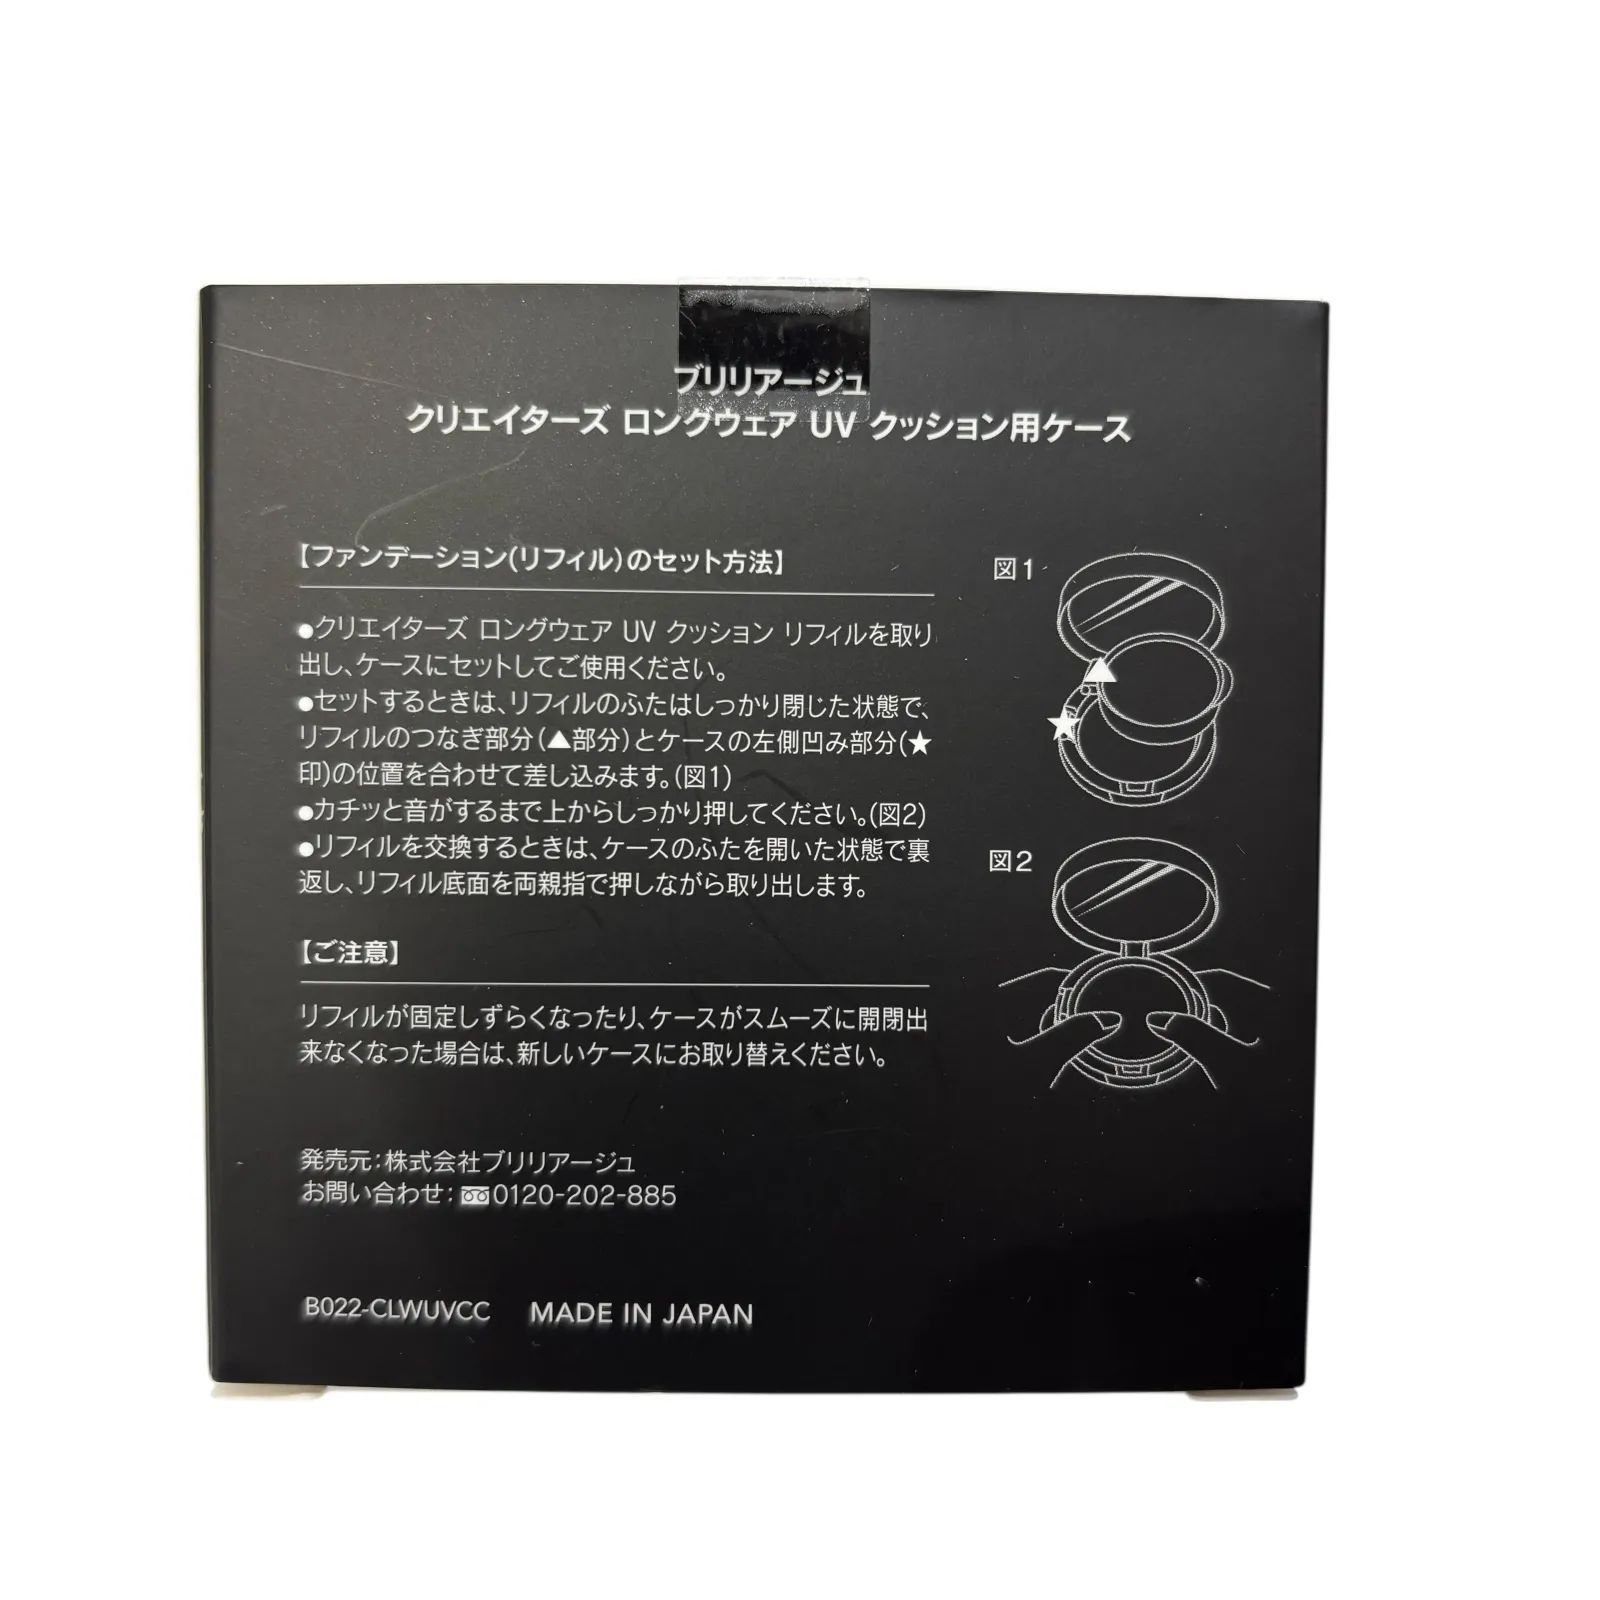 ブリリアージュ
クリエイターズ ロングウェア UV クッション用ケース
【ファンデーション(リフィル)のセット方法】
●クリエイターズ ロングウェア UV クッション リフィルを取り
出し、ケースにセットしてご使用ください。
●セットするときは、リフィルのふたはしっかり閉じた状態で、
リフィルのつなぎ部分(▲部分)とケースの左側凹み部分(★
印)の位置を合わせて差し込みます。(図1)
●カチッと音がするまで上からしっかり押してください。(図2)
●リフィルを交換するときは、ケースのふたを開いた状態で裏
返し、リフィル底面を両親指で押しながら取り出します。
図1
図2
【ご注意】
リフィルが固定しずらくなったり、ケースがスムーズに開閉出
来なくなった場合は、新しいケースにお取り替えください。
発売元:株式会社ブリリアージュ
お問い合わせ:0120-202-885
B022-CLWUVCC MADE IN JAPAN